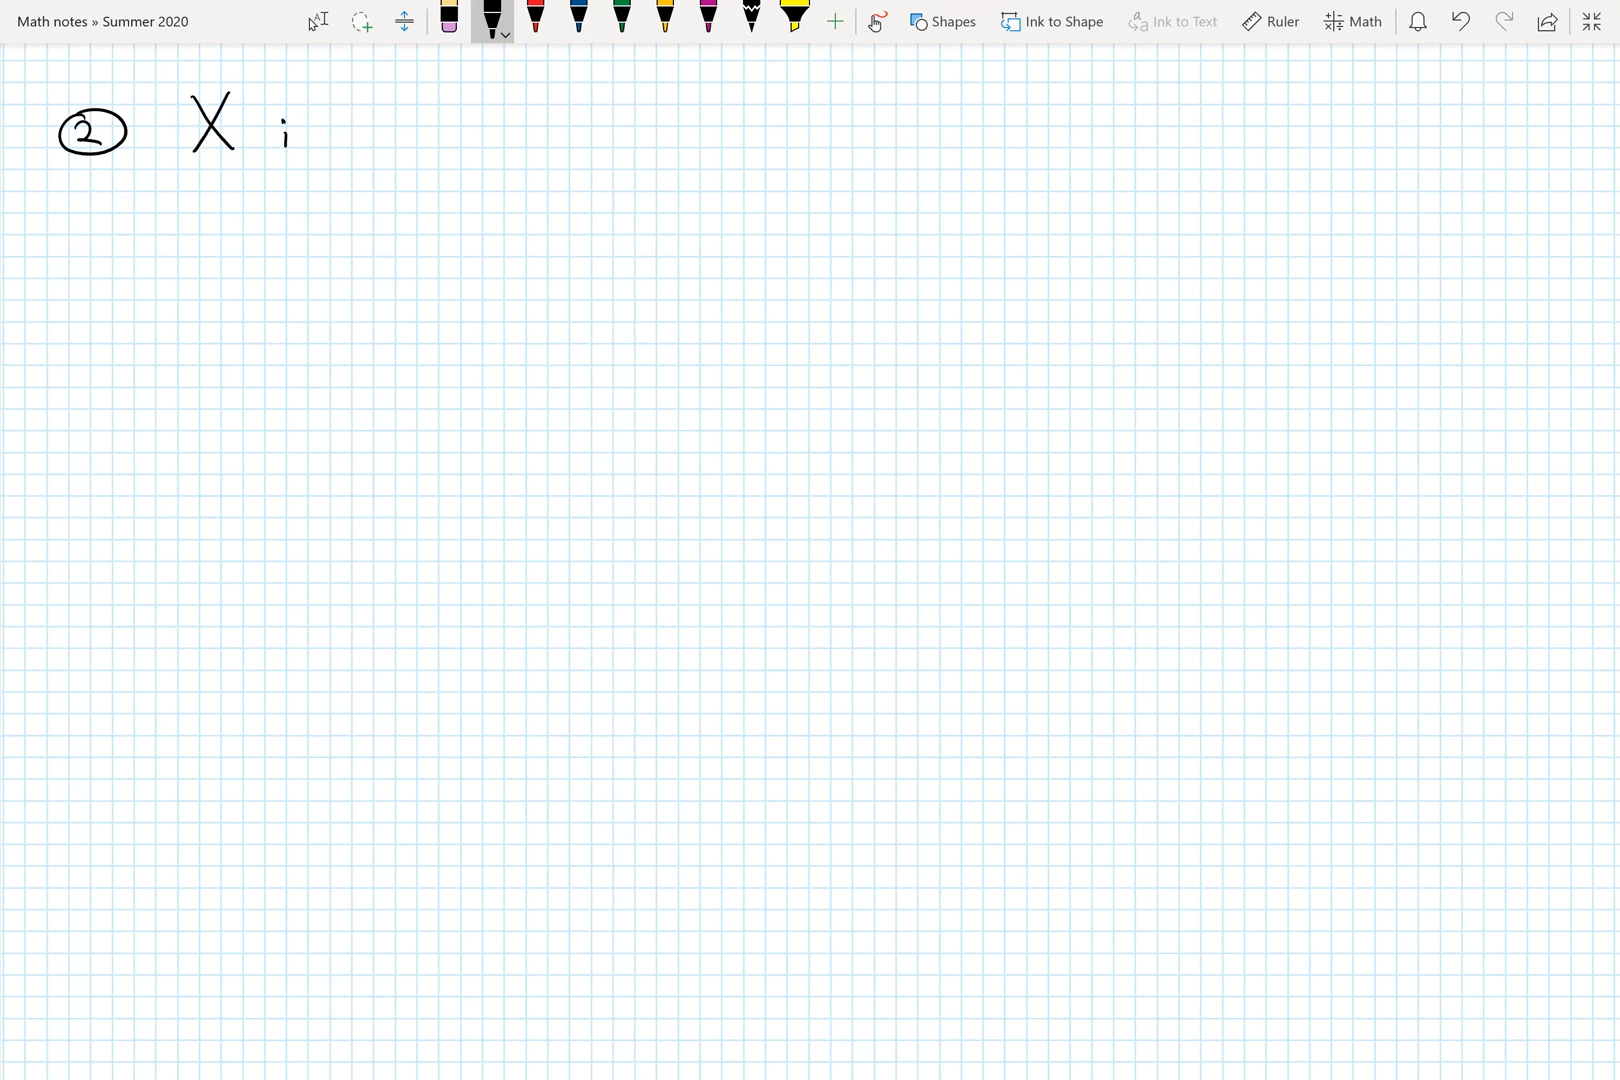 Math notes » Summer 2020 Shapes Ink to Shape Ink to Text Ruler Math
② X i